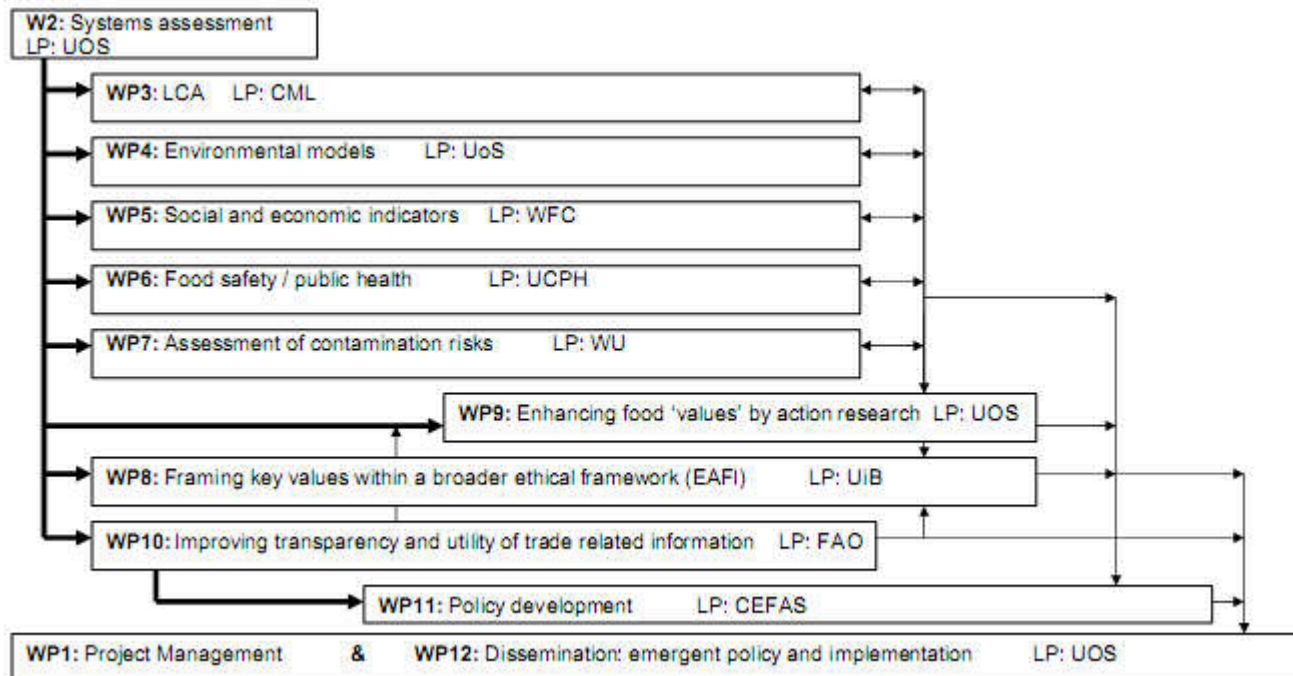 W2: Systems assessment
LP: UOS
WP3: LCA LP: CML
WP4: Environmental models LP: UoS
WP5: Social and economic indicators LP: WFC
WP6: Food safety / public health LP: UCPH
WP7: Assessment of contamination risks LP: WU
WP9: Enhancing food ‘values’ by action research LP: UOS
WP8: Framing key values within a broader ethical framework (EAFI) LP: UiB
WP10: Improving transparency and utility of trade related information LP: FAO
WP11: Policy development LP: CEFAS
WP1: Project Management & WP12: Dissemination: emergent policy and implementation LP: UOS